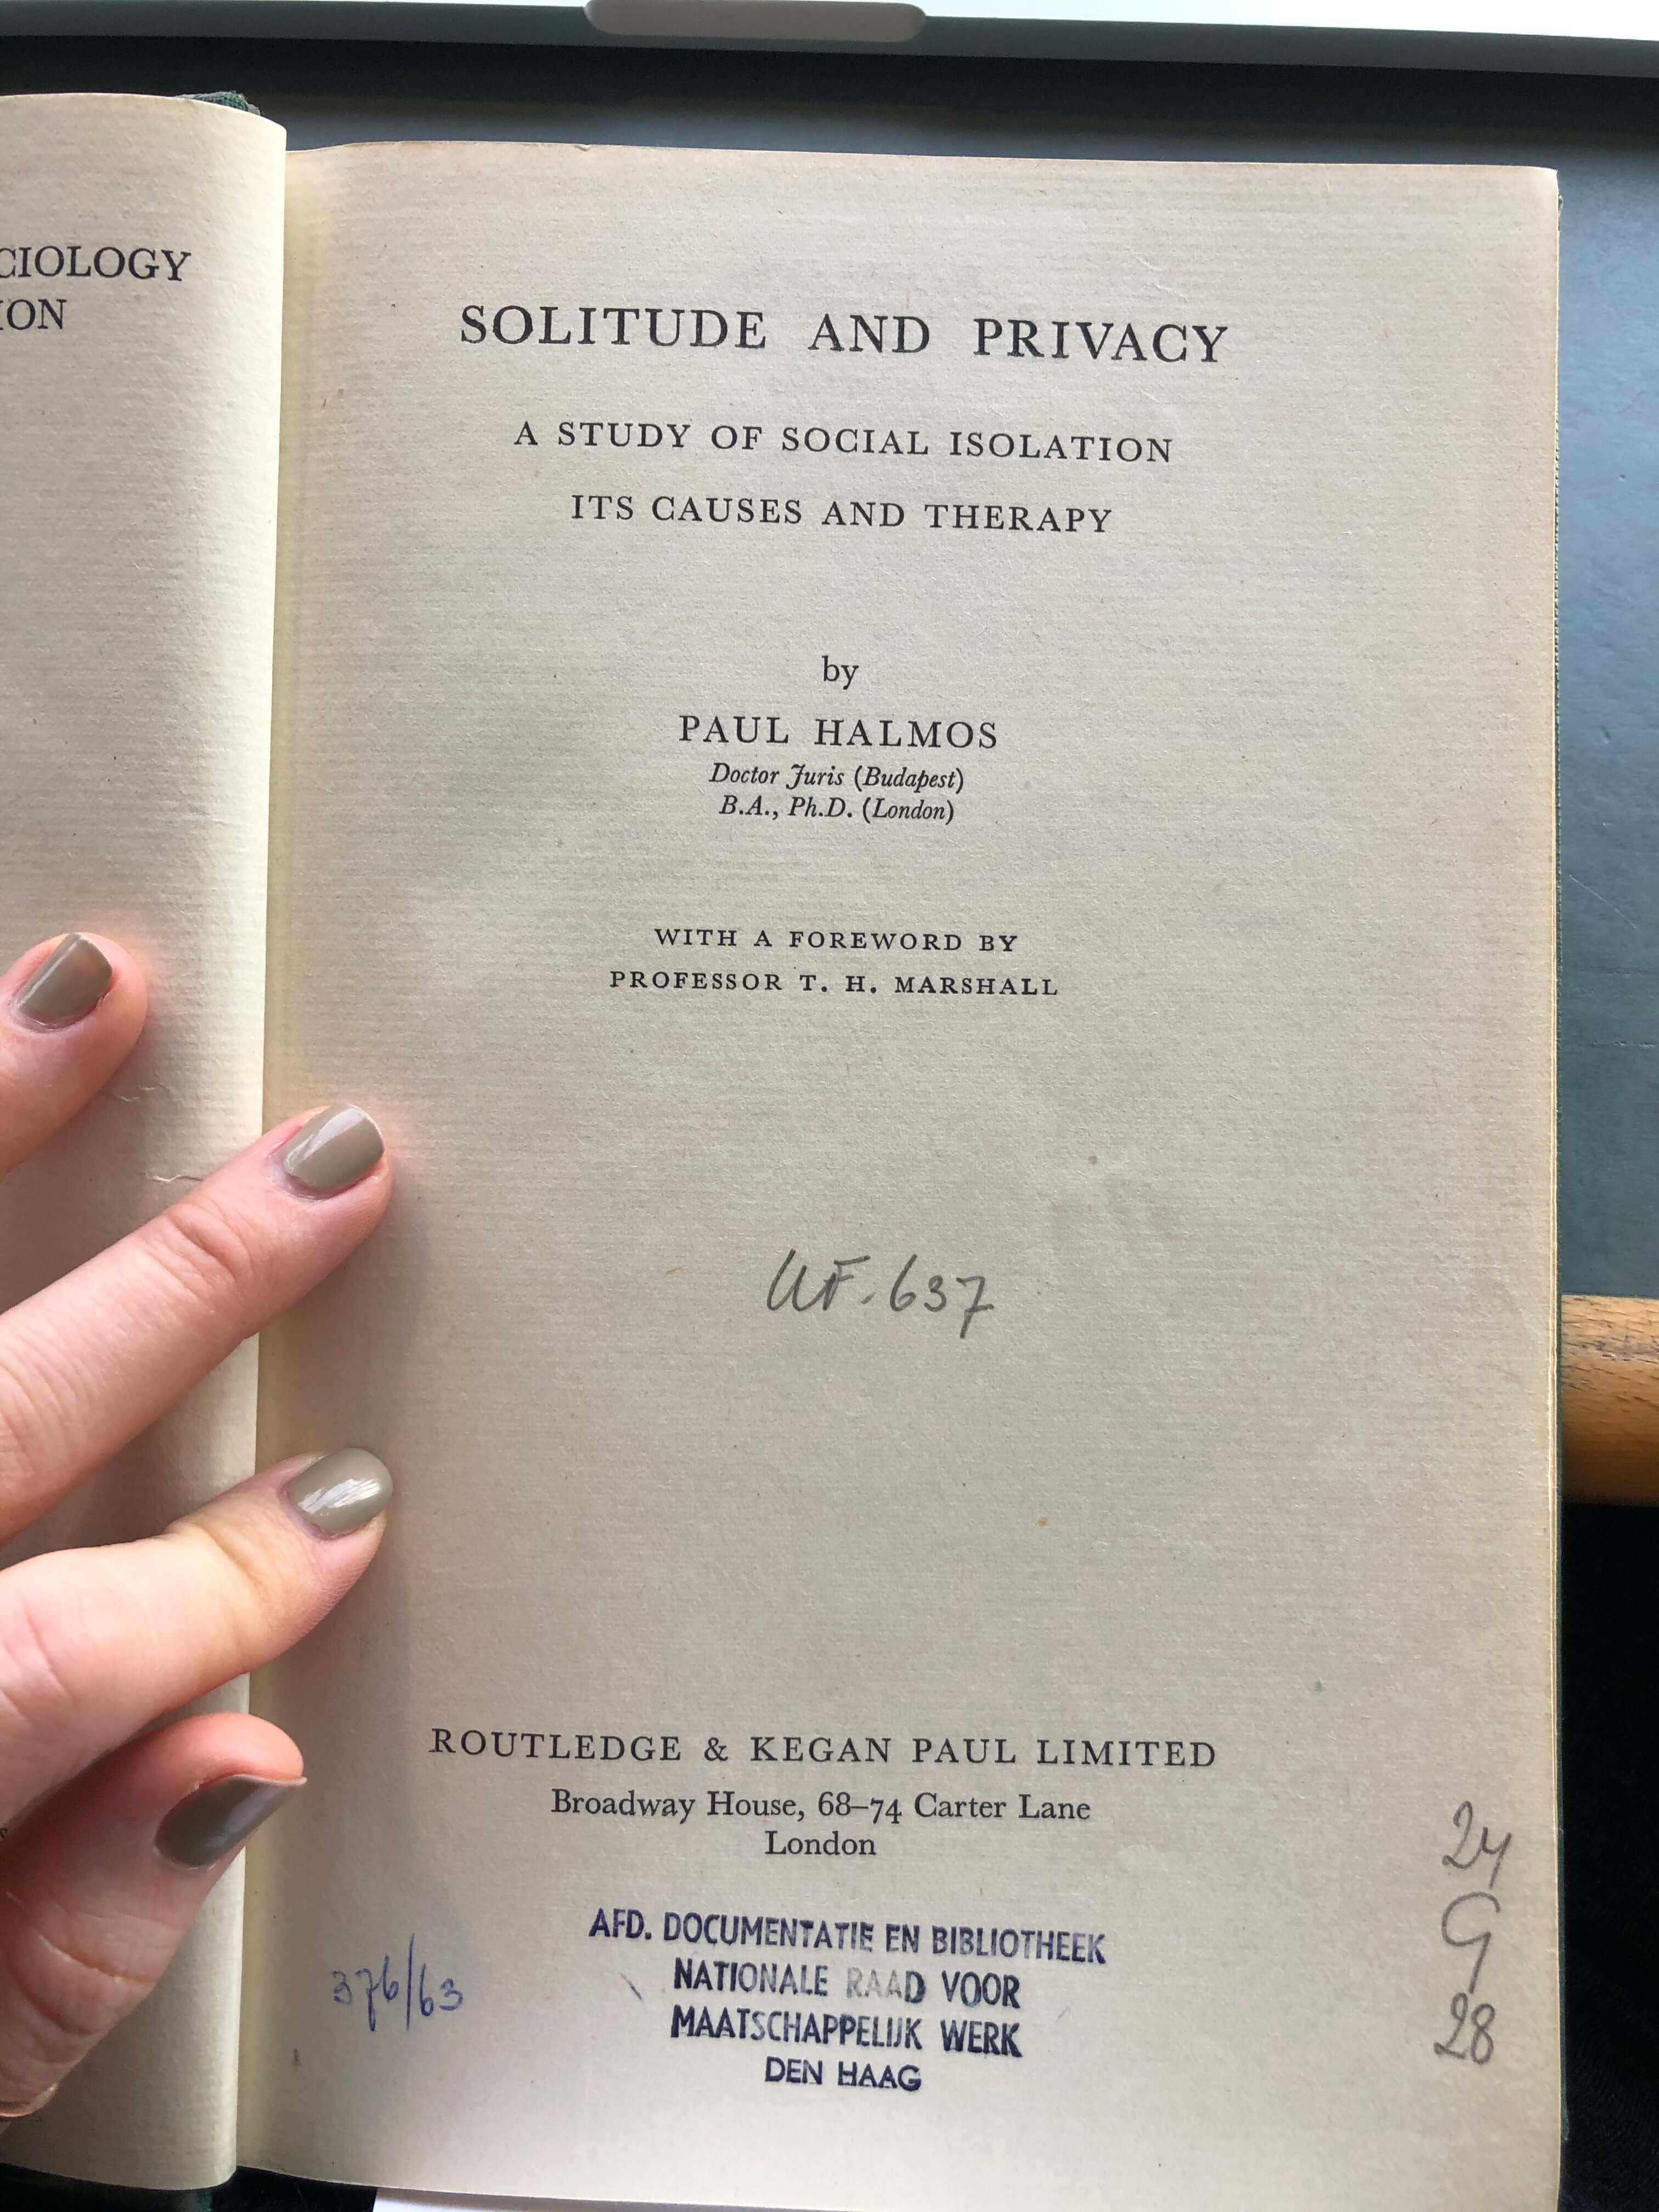 CIOLOGY
ION
SOLITUDE AND PRIVACY
A STUDY OF SOCIAL ISOLATION
ITS CAUSES AND THERAPY
by
PAUL HALMOS
Doctor Juris (Budapest)
B.A., Ph.D. (London)
WITH A FOREWORD BY
PROFESSOR T. H. MARSHALL
637
ROUTLEDGE & KEGAN PAUL LIMITED
Broadway House, 68–74 Carter Lane
London
AFD. DOCUMENTATIE EN BIBLIOTHEEK
NATIONALE RAAD VOOR
MAATSCHAPPELIJK WERK
DEN HAAG
376/63
24
G
28